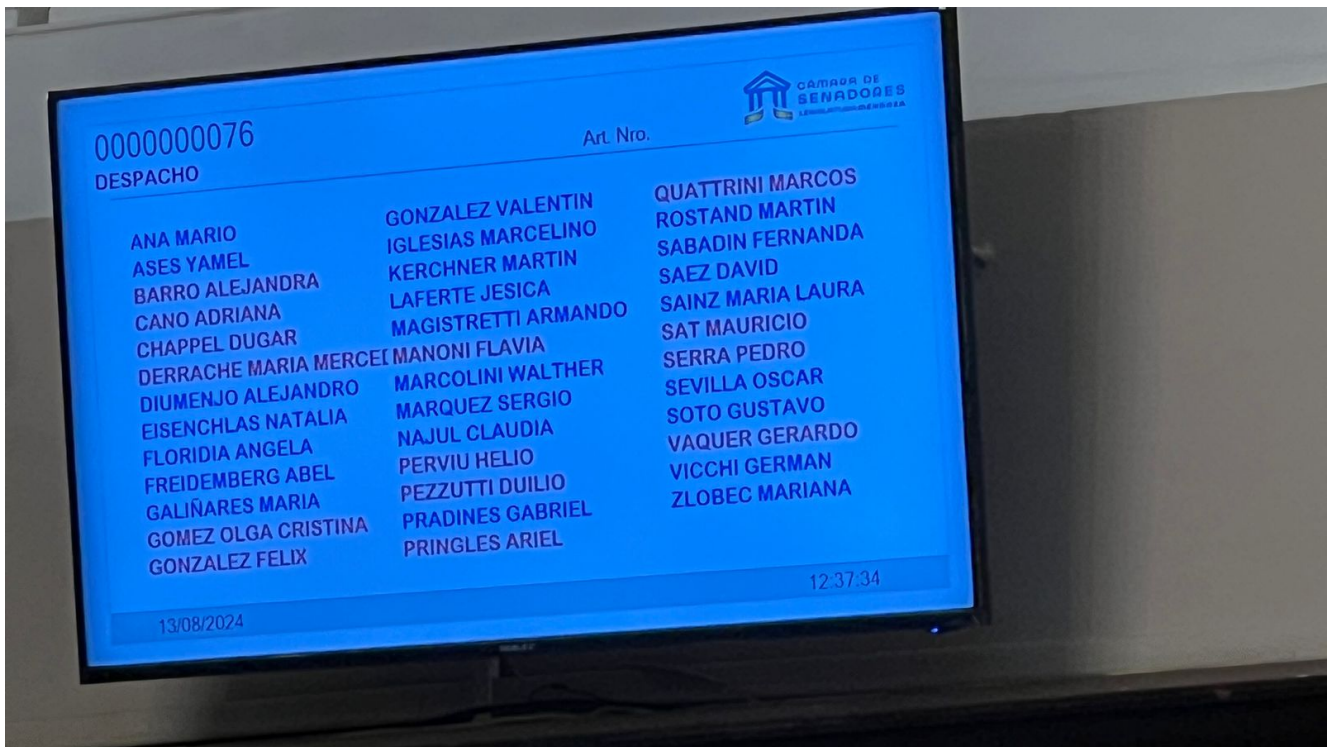 CÁMARA DE
SENADORES
LEGISLATURA MENDOZA
0000000076
Art. Nro.
DESPACHO
ANA MARIO
ASES YAMEL
BARRO ALEJANDRA
CANO ADRIANA
CHAPPEL DUGAR
DERRACHE MARIA MERCED
DIUMENJO ALEJANDRO
EISENCHLAS NATALIA
FLORIDIA ANGELA
FREIDEMBERG ABEL
GALIÑARES MARIA
GOMEZ OLGA CRISTINA
GONZALEZ FELIX
GONZALEZ VALENTIN
IGLESIAS MARCELINO
KERCHNER MARTIN
LAFERTE JESICA
MAGISTRETTI ARMANDO
MANONI FLAVIA
MARCOLINI WALTHER
MARQUEZ SERGIO
NAJUL CLAUDIA
PERVIU HELIO
PEZZUTTI DUILIO
PRADINES GABRIEL
PRINGLES ARIEL
QUATTRINI MARCOS
ROSTAND MARTIN
SABADIN FERNANDA
SAEZ DAVID
SAINZ MARIA LAURA
SAT MAURICIO
SERRA PEDRO
SEVILLA OSCAR
SOTO GUSTAVO
VAQUER GERARDO
VICCHI GERMAN
ZLOBEC MARIANA
13/08/2024
12:37:34